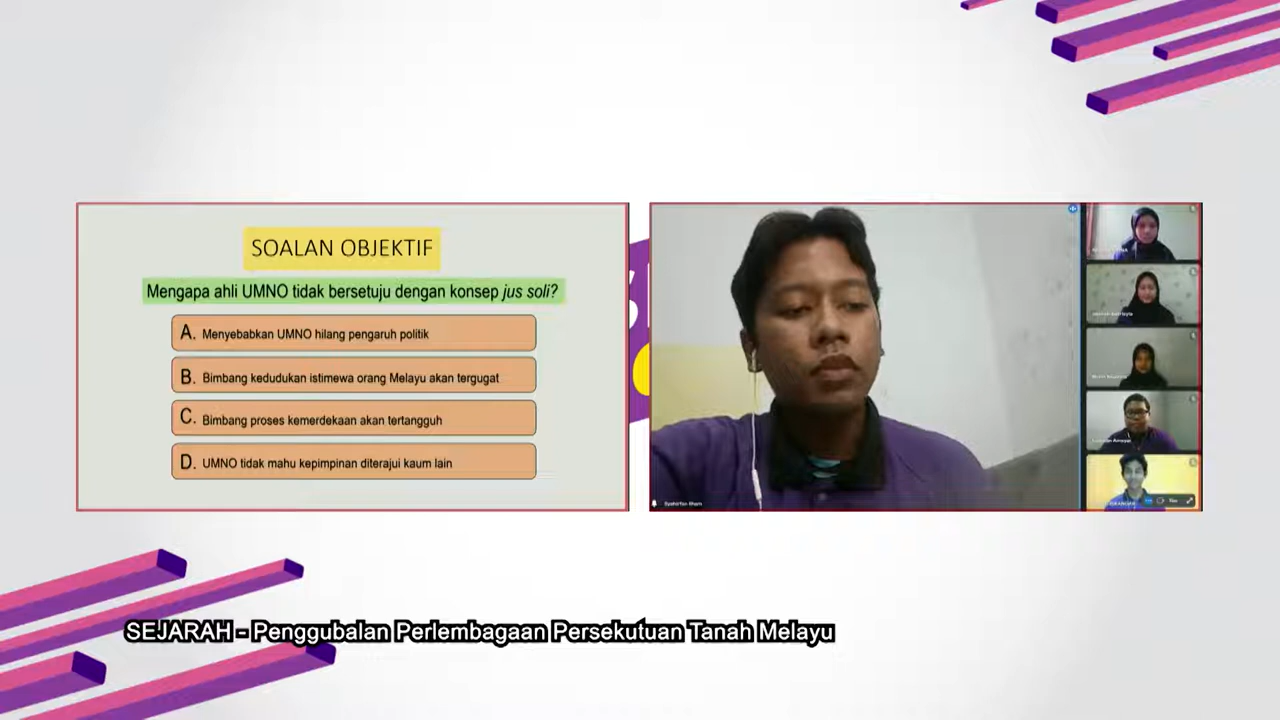 SOALAN OBJEKTIF
Mengapa ahli UMNO tidak bersetuju dengan konsep jus soli?
A. Menyebabkan UMNO hilang pengaruh politik
B. Bimbang kedudukan istimewa orang Melayu akan tergugat
C. Bimbang proses kemerdekaan akan tertangguh
D. UMNO tidak mahu kepimpinan diterajui kaum lain
SEJARAH - Penggubalan Perlembagaan Persekutuan Tanah Melayu